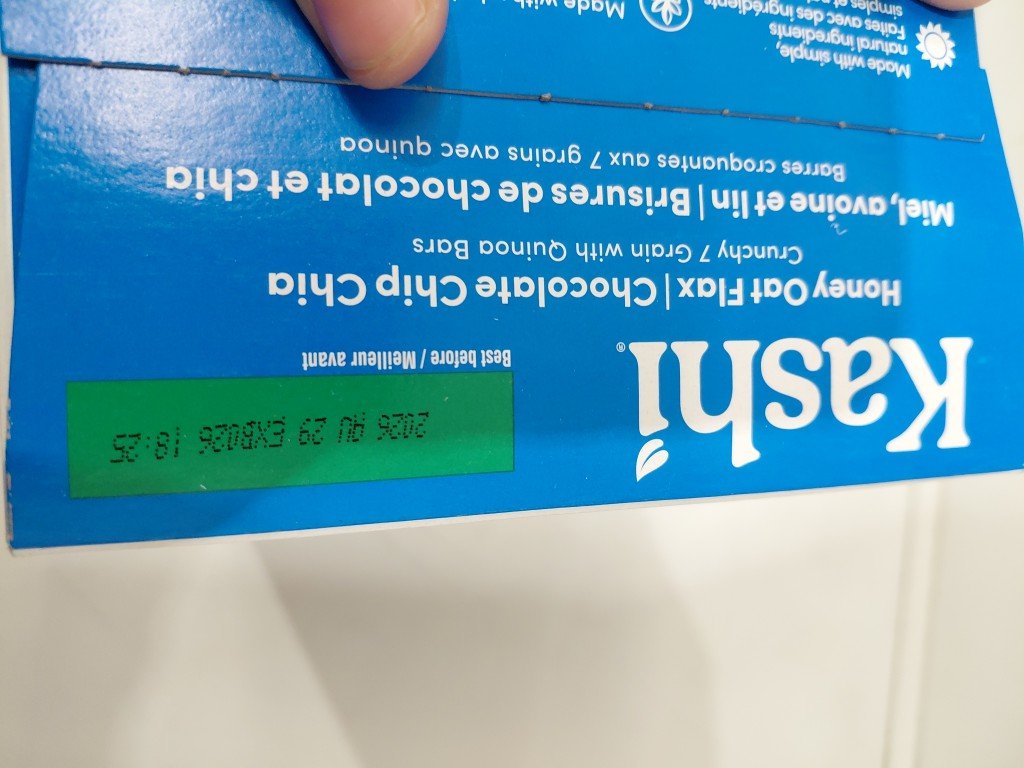 2026 AU 29 EXB026 18:25
Kashi®
Best before / Meilleur avant
Honey Oat Flax | Chocolate Chip Chia
Crunchy 7 Grain with Quinoa Bars
Miel, avoine et lin | Brisures de chocolat et chia
Barres croquantes aux 7 grains avec quinoa
Made with simple,
natural ingredients
Faites avec des ingrédients
simples et
Made with